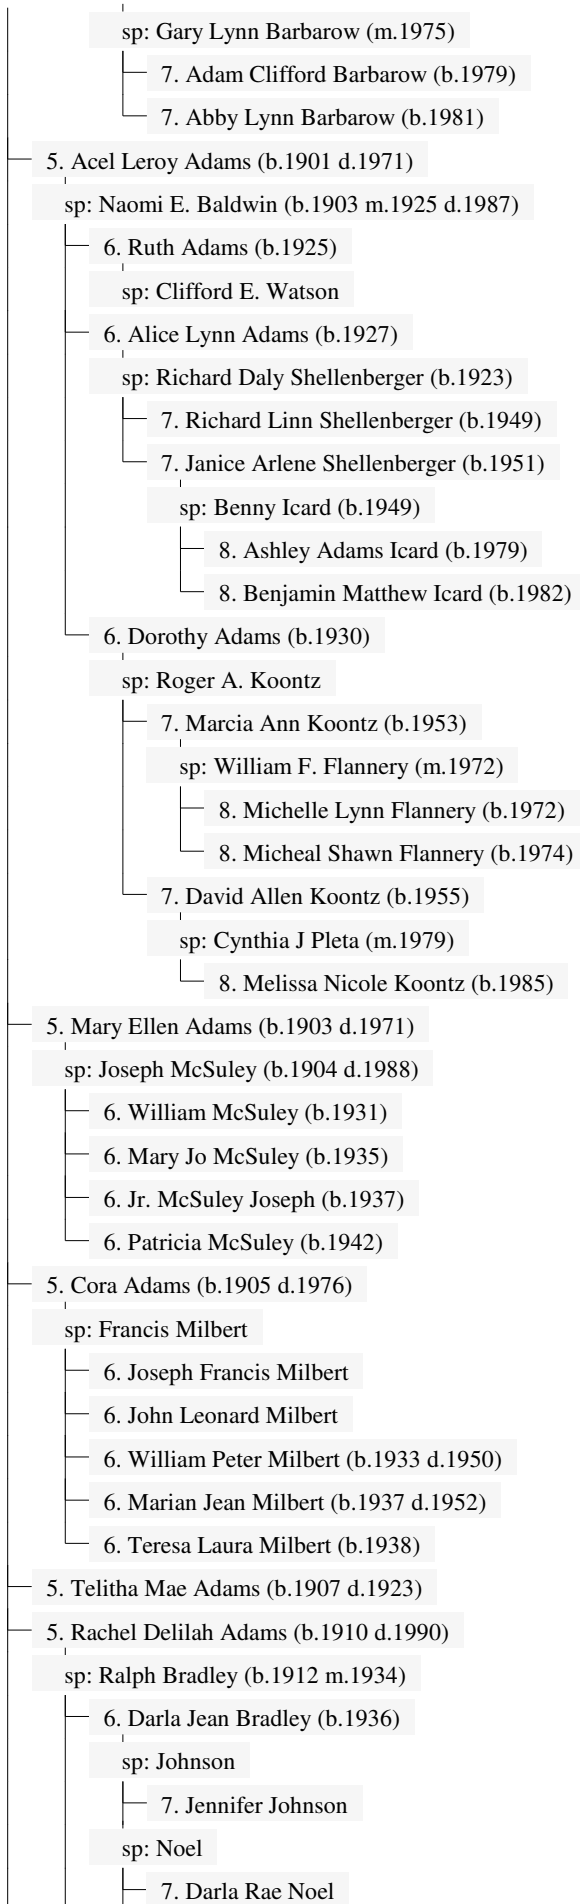 sp: Gary Lynn Barbarow (m.1975)
7. Adam Clifford Barbarow (b.1979)
7. Abby Lynn Barbarow (b.1981)
5. Acel Leroy Adams (b.1901 d.1971)
sp: Naomi E. Baldwin (b.1903 m.1925 d.1987)
6. Ruth Adams (b.1925)
sp: Clifford E. Watson
6. Alice Lynn Adams (b.1927)
sp: Richard Daly Shellenberger (b.1923)
7. Richard Linn Shellenberger (b.1949)
7. Janice Arlene Shellenberger (b.1951)
sp: Benny Icard (b.1949)
8. Ashley Adams Icard (b.1979)
8. Benjamin Matthew Icard (b.1982)
6. Dorothy Adams (b.1930)
sp: Roger A. Koontz
7. Marcia Ann Koontz (b.1953)
sp: William F. Flannery (m.1972)
8. Michelle Lynn Flannery (b.1972)
8. Micheal Shawn Flannery (b.1974)
7. David Allen Koontz (b.1955)
sp: Cynthia J Pleta (m.1979)
8. Melissa Nicole Koontz (b.1985)
5. Mary Ellen Adams (b.1903 d.1971)
sp: Joseph McSuley (b.1904 d.1988)
6. William McSuley (b.1931)
6. Mary Jo McSuley (b.1935)
6. Jr. McSuley Joseph (b.1937)
6. Patricia McSuley (b.1942)
5. Cora Adams (b.1905 d.1976)
sp: Francis Milbert
6. Joseph Francis Milbert
6. John Leonard Milbert
6. William Peter Milbert (b.1933 d.1950)
6. Marian Jean Milbert (b.1937 d.1952)
6. Teresa Laura Milbert (b.1938)
5. Telitha Mae Adams (b.1907 d.1923)
5. Rachel Delilah Adams (b.1910 d.1990)
sp: Ralph Bradley (b.1912 m.1934)
6. Darla Jean Bradley (b.1936)
sp: Johnson
7. Jennifer Johnson
sp: Noel
7. Darla Rae Noel